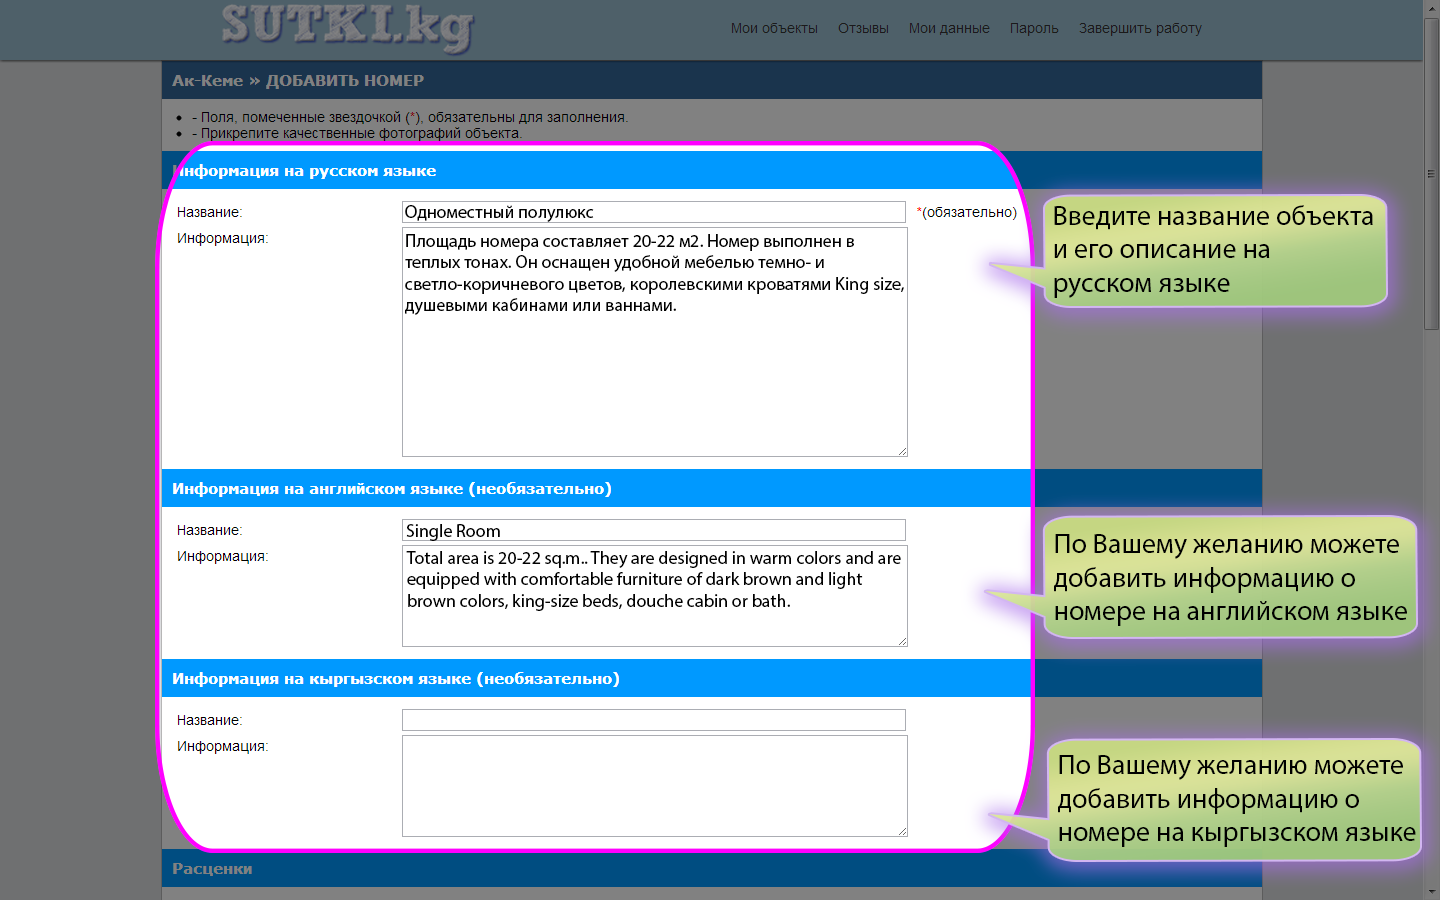 SUTKI.kg
Мои объекты Отзывы Мои данные Пароль Завершить работу
Ак-Кеме » ДОБАВИТЬ НОМЕР
- Поля, помеченные звездочкой (*), обязательны для заполнения.
- Прикрепите качественные фотографий объекта.
Информация на русском языке
Название: Одноместный полулюкс *(обязательно)
Информация:
Площадь номера составляет 20-22 м2. Номер выполнен в
теплых тонах. Он оснащен удобной мебелью темно- и
светло-коричневого цветов, королевскими кроватями King size,
душевыми кабинами или ваннами.
Введите название объекта
и его описание на
русском языке
Информация на английском языке (необязательно)
Название: Single Room
Информация:
Total area is 20-22 sq.m.. They are designed in warm colors and are
equipped with comfortable furniture of dark brown and light
brown colors, king-size beds, douche cabin or bath.
По Вашему желанию можете
добавить информацию о
номере на английском языке
Информация на кыргызском языке (необязательно)
Название:
Информация:
По Вашему желанию можете
добавить информацию о
номере на кыргызском языке
Расценки